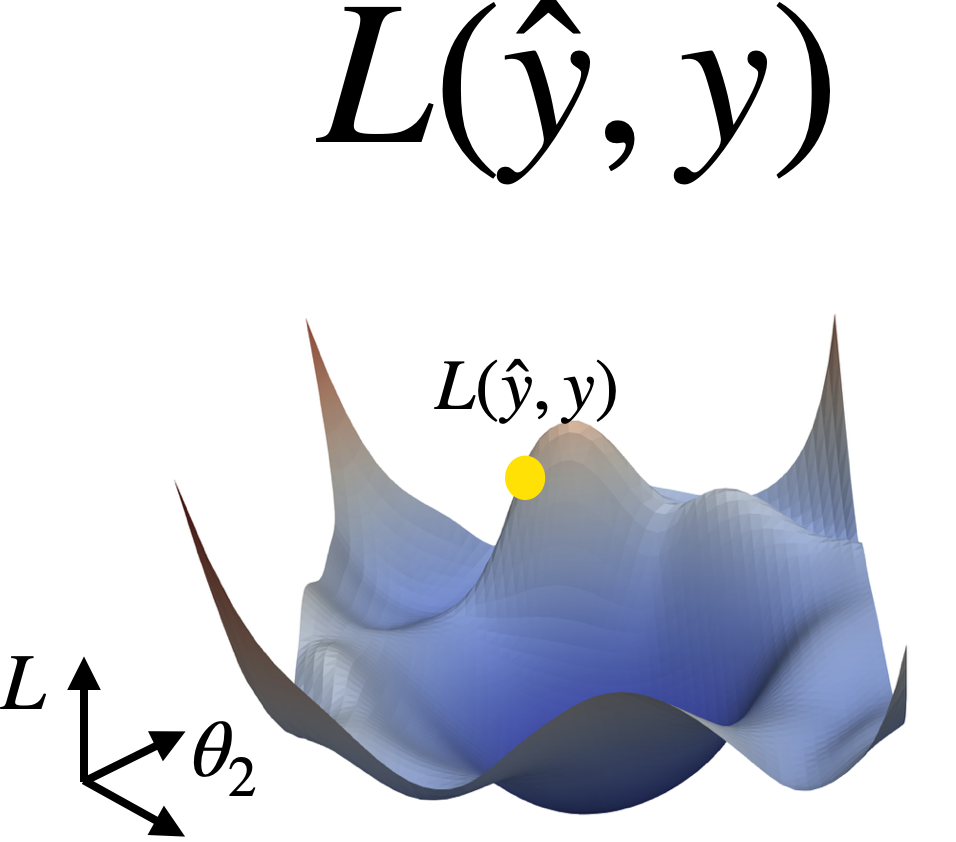 L(ŷ, y)
L(ŷ, y)
L
θ₂